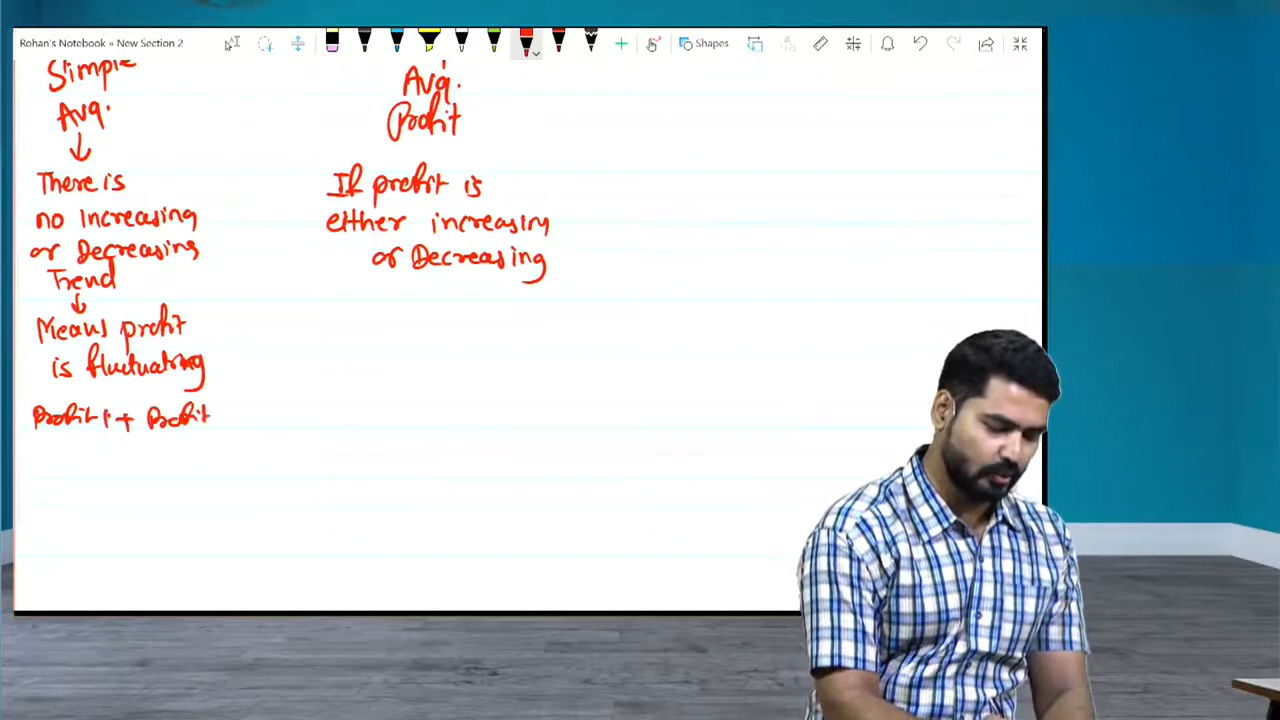 Rohan's Notebook » New Section 2
Shapes
Simple
Avg.
There is
no increasing
or Decreasing
Trend
Means profit
is fluctuating
Profit 1 + Profit
Avg.
Profit
If profit is
either increasing
or Decreasing